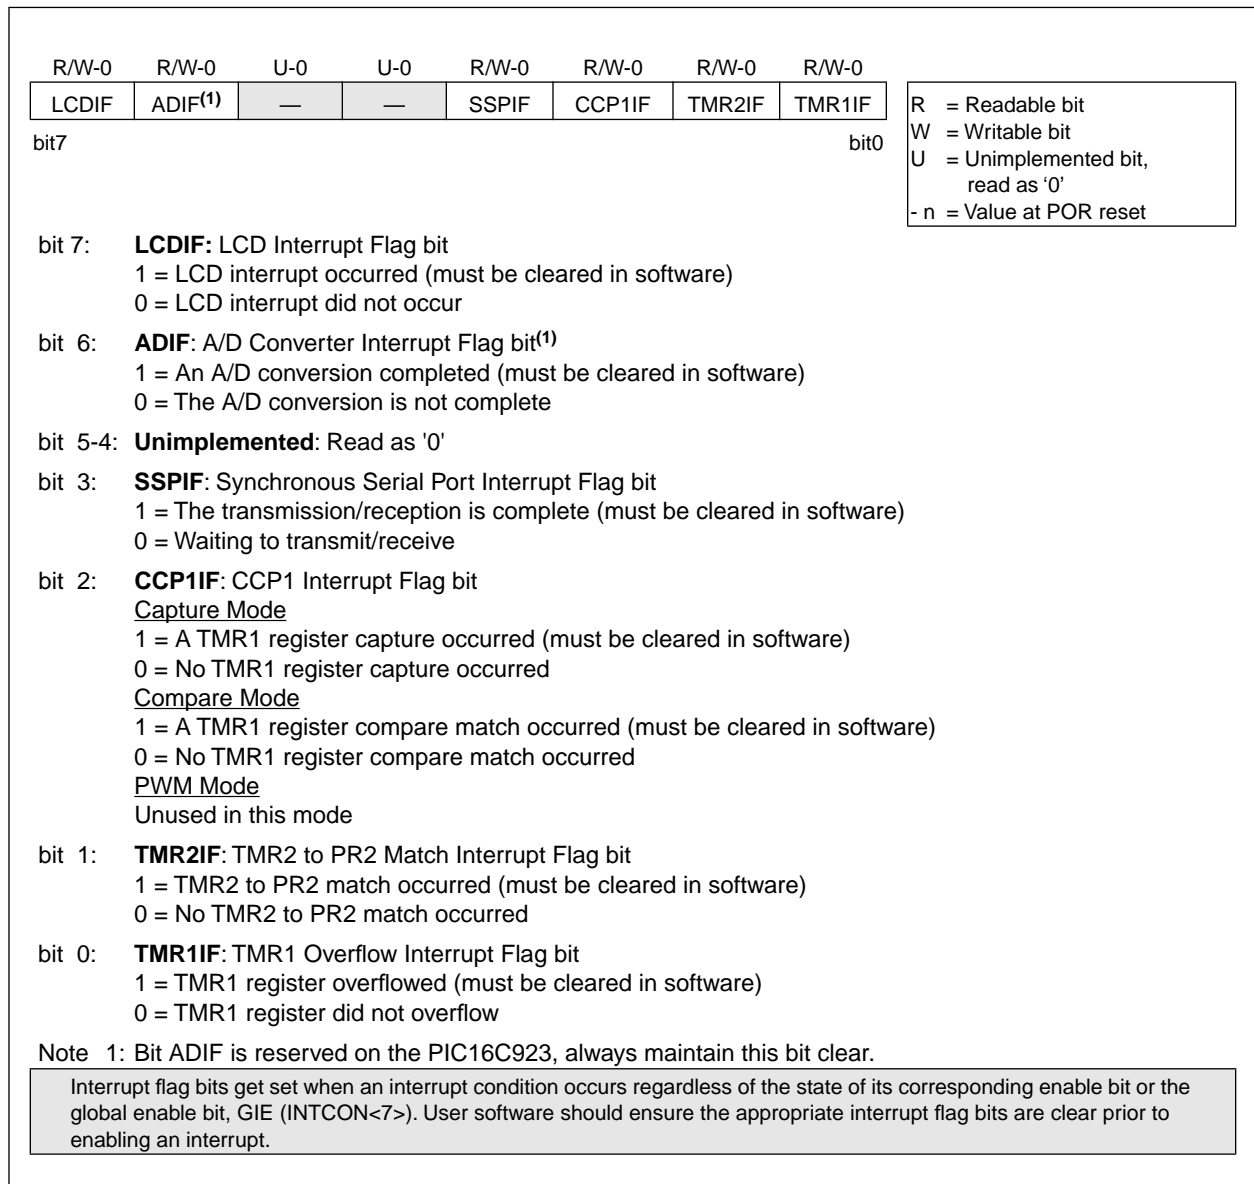 R/W-0 R/W-0 U-0 U-0 R/W-0 R/W-0 R/W-0 R/W-0
LCDIF ADIF(1) — — SSPIF CCP1IF TMR2IF TMR1IF
bit7 bit0
R = Readable bit
W = Writable bit
U = Unimplemented bit,
read as ‘0’
- n = Value at POR reset
bit 7: LCDIF: LCD Interrupt Flag bit
1 = LCD interrupt occurred (must be cleared in software)
0 = LCD interrupt did not occur
bit 6: ADIF: A/D Converter Interrupt Flag bit(1)
1 = An A/D conversion completed (must be cleared in software)
0 = The A/D conversion is not complete
bit 5-4: Unimplemented: Read as '0'
bit 3: SSPIF: Synchronous Serial Port Interrupt Flag bit
1 = The transmission/reception is complete (must be cleared in software)
0 = Waiting to transmit/receive
bit 2: CCP1IF: CCP1 Interrupt Flag bit
Capture Mode
1 = A TMR1 register capture occurred (must be cleared in software)
0 = No TMR1 register capture occurred
Compare Mode
1 = A TMR1 register compare match occurred (must be cleared in software)
0 = No TMR1 register compare match occurred
PWM Mode
Unused in this mode
bit 1: TMR2IF: TMR2 to PR2 Match Interrupt Flag bit
1 = TMR2 to PR2 match occurred (must be cleared in software)
0 = No TMR2 to PR2 match occurred
bit 0: TMR1IF: TMR1 Overflow Interrupt Flag bit
1 = TMR1 register overflowed (must be cleared in software)
0 = TMR1 register did not overflow
Note 1: Bit ADIF is reserved on the PIC16C923, always maintain this bit clear.
Interrupt flag bits get set when an interrupt condition occurs regardless of the state of its corresponding enable bit or the
global enable bit, GIE (INTCON<7>). User software should ensure the appropriate interrupt flag bits are clear prior to
enabling an interrupt.